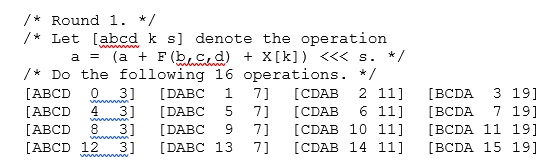 /* Round 1. */
/* Let [abcd k s] denote the operation
a = (a + F(b,c,d) + X[k]) <<< s. */
/* Do the following 16 operations. */
[ABCD 0 3] [DABC 1 7] [CDAB 2 11] [BCDA 3 19]
[ABCD 4 3] [DABC 5 7] [CDAB 6 11] [BCDA 7 19]
[ABCD 8 3] [DABC 9 7] [CDAB 10 11] [BCDA 11 19]
[ABCD 12 3] [DABC 13 7] [CDAB 14 11] [BCDA 15 19]